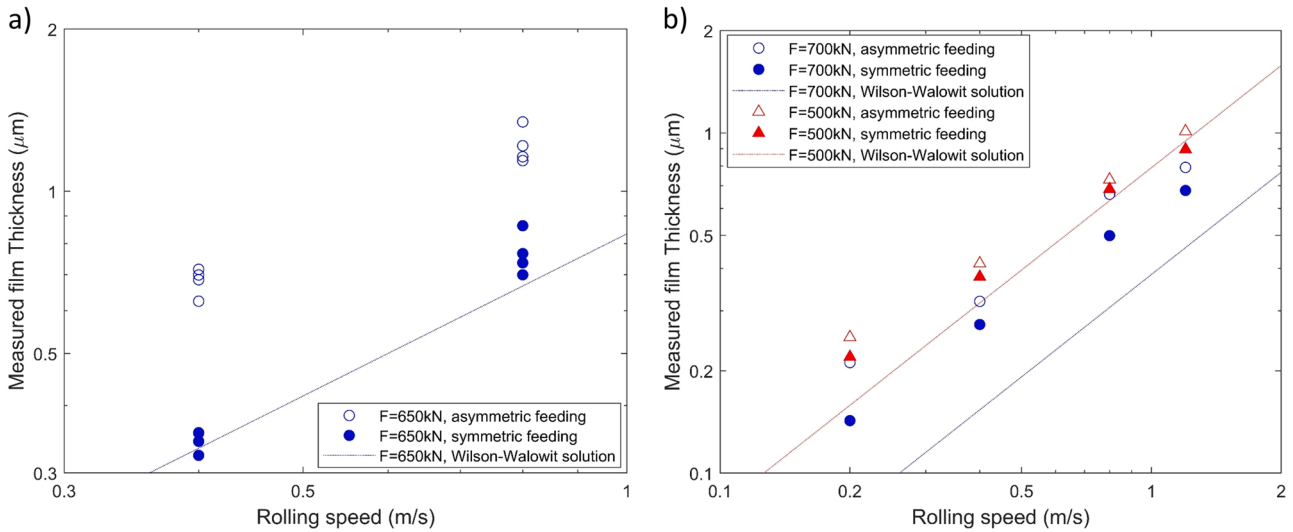 a)
2
1
0.5
0.3
Measured film Thickness (μm)
F=650kN, asymmetric feeding
F=650kN, symmetric feeding
F=650kN, Wilson-Walowit solution
0.3
0.5
1
Rolling speed (m/s)
b)
2
1
0.5
0.2
0.1
Measured film Thickness (μm)
F=700kN, asymmetric feeding
F=700kN, symmetric feeding
F=700kN, Wilson-Walowit solution
F=500kN, asymmetric feeding
F=500kN, symmetric feeding
F=500kN, Wilson-Walowit solution
0.1
0.2
0.5
1
2
Rolling speed (m/s)